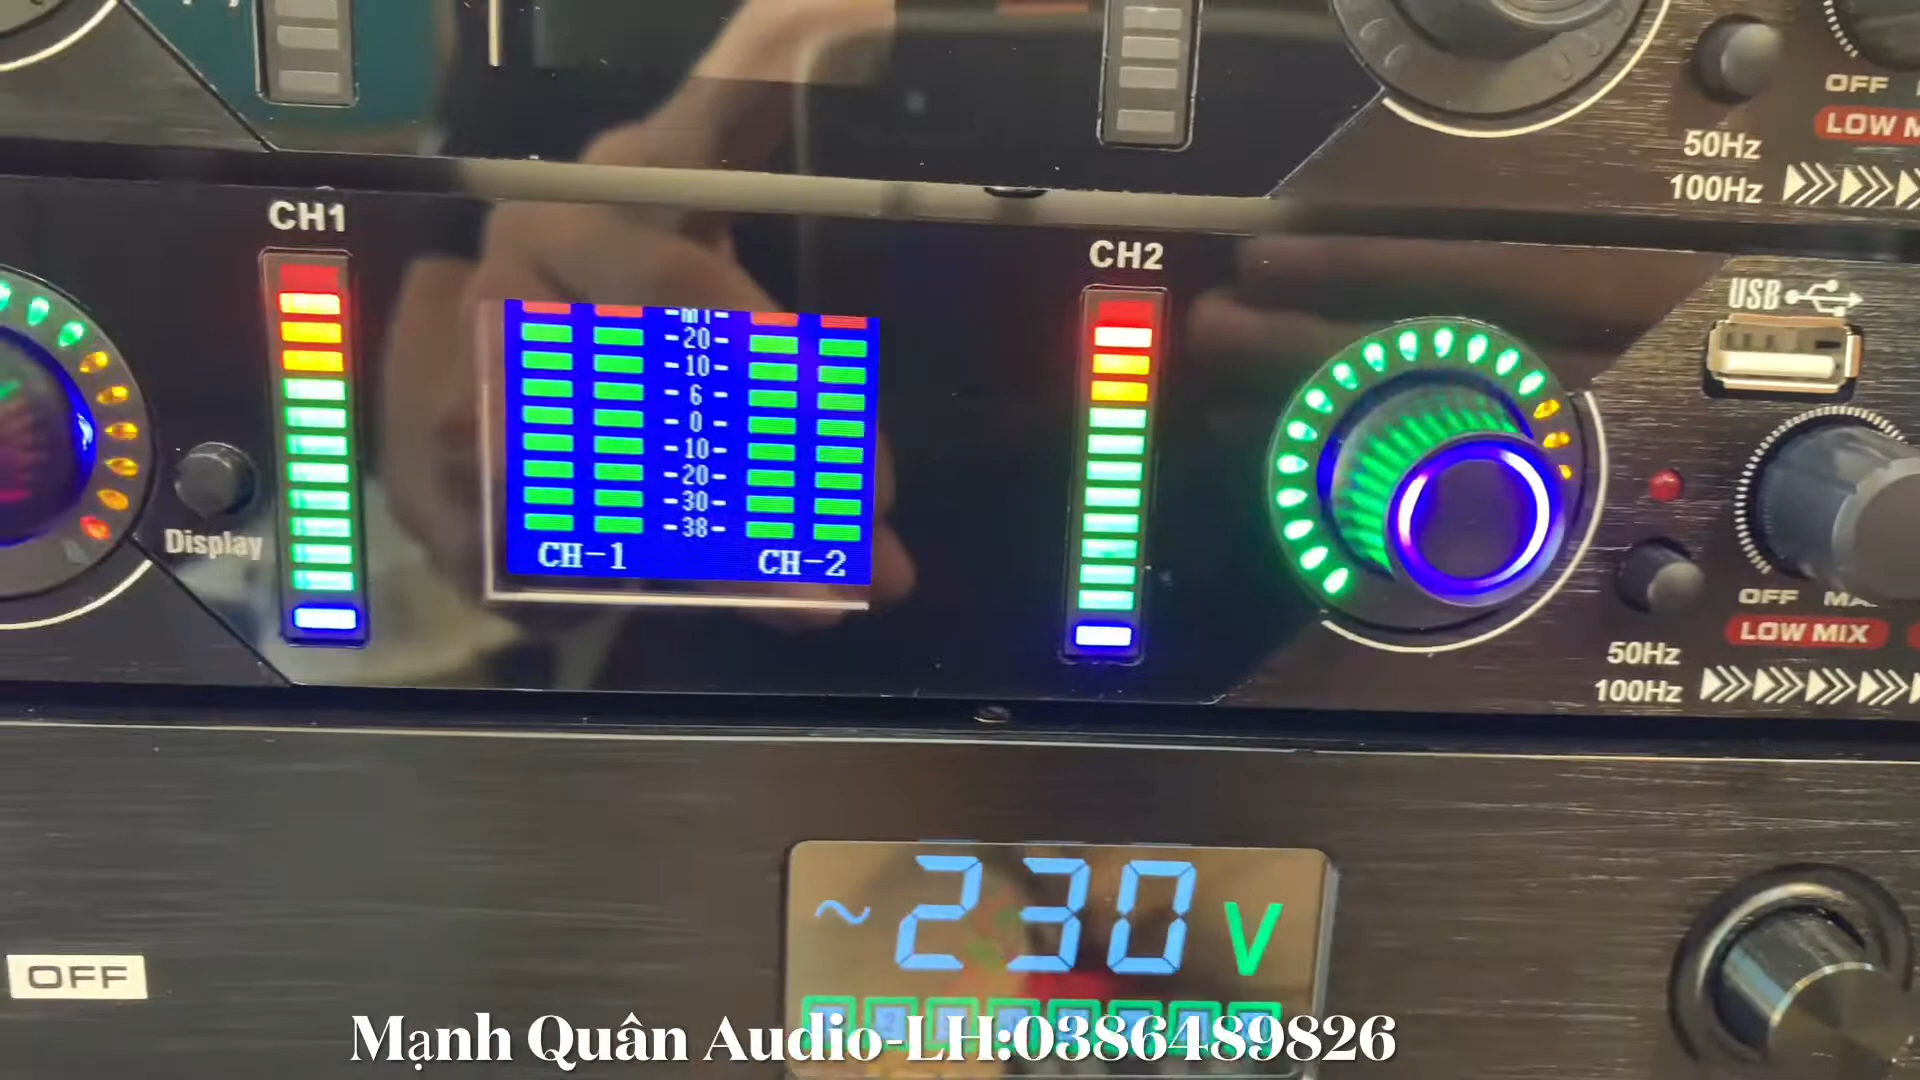 OFF
LOW M
50Hz
100Hz
CH1
CH2
USB
Display
-20-
-10-
-6-
-0-
-10-
-20-
-30-
-38-
CH-1
CH-2
OFF
LOW MIX
50Hz
100Hz
~230 V
OFF
Mạnh Quân Audio-LH:0386489826